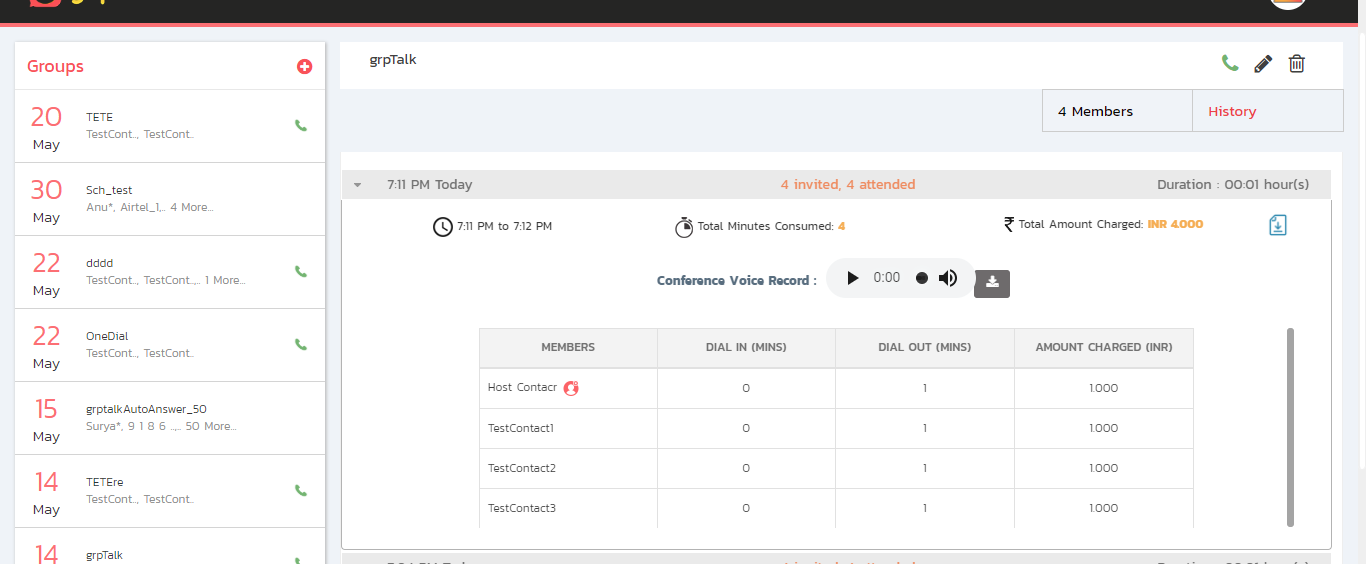 Groups
20
May
TETE
TestCont.., TestCont..
30
May
Sch_test
Anu*, Airtel_1,.. 4 More...
22
May
dddd
TestCont.., TestCont..,.. 1 More...
22
May
OneDial
TestCont.., TestCont..
15
May
grptalkAutoAnswer_50
Surya*, 9 1 8 6 ..,.. 50 More...
14
May
TETEre
TestCont.., TestCont..
14
grpTalk
grpTalk
4 Members
History
7:11 PM Today
4 invited, 4 attended
Duration : 00:01 hour(s)
7:11 PM to 7:12 PM
Total Minutes Consumed: 4
₹ Total Amount Charged: INR 4.000
Conference Voice Record :
0:00
MEMBERS DIAL IN (MINS) DIAL OUT (MINS) AMOUNT CHARGED (INR)
Host Contacr 0 1 1.000
TestContact1 0 1 1.000
TestContact2 0 1 1.000
TestContact3 0 1 1.000